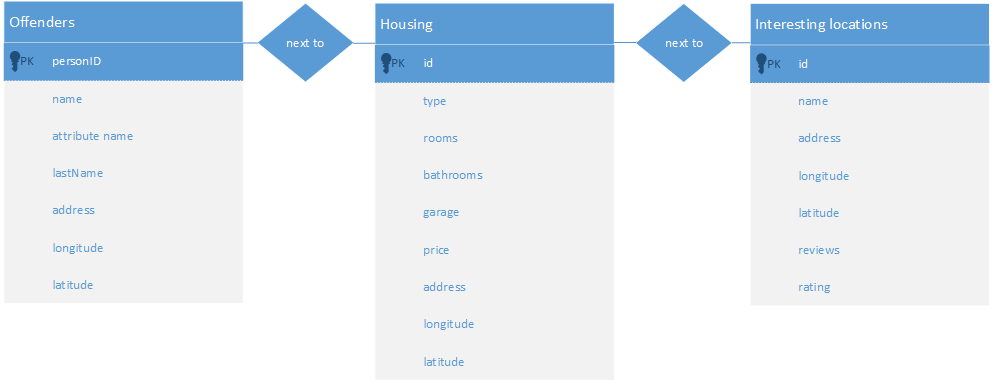 Offenders
PK personID
name
attribute name
lastName
address
longitude
latitude
next to
Housing
PK id
type
rooms
bathrooms
garage
price
address
longitude
latitude
next to
Interesting locations
PK id
name
address
longitude
latitude
reviews
rating